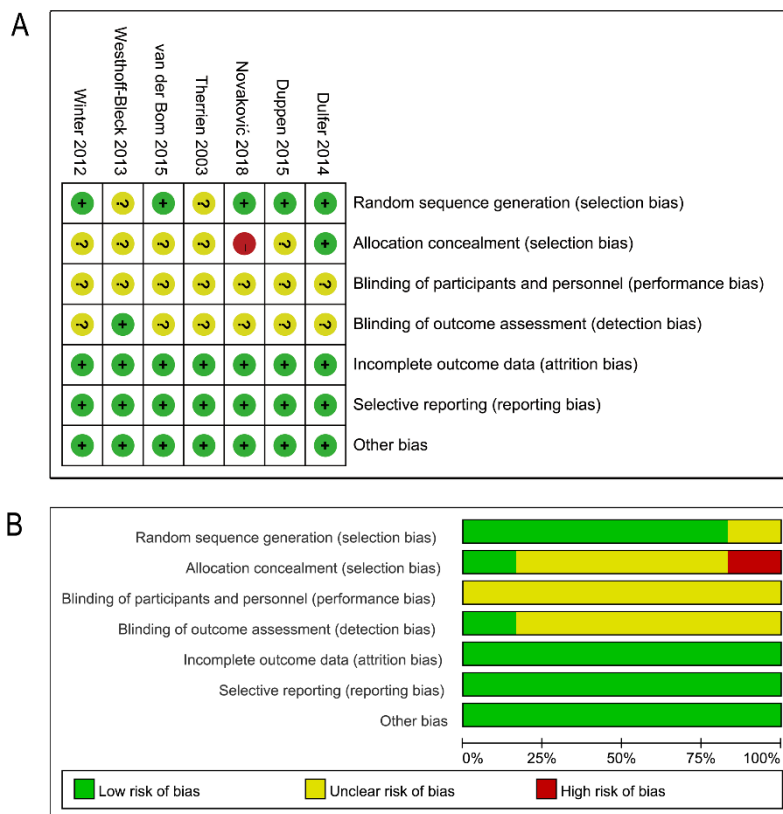 A
Winter 2012
Westhoff-Bleck 2013
van der Bom 2015
Therrien 2003
Novaković 2018
Duppen 2015
Dulfer 2014
+ ? + ? + + + Random sequence generation (selection bias)
? ? ? ? – ? + Allocation concealment (selection bias)
? ? ? ? ? ? ? Blinding of participants and personnel (performance bias)
? + ? ? ? ? ? Blinding of outcome assessment (detection bias)
+ + + + + + + Incomplete outcome data (attrition bias)
+ + + + + + + Selective reporting (reporting bias)
+ + + + + + + Other bias
B
Random sequence generation (selection bias)
Allocation concealment (selection bias)
Blinding of participants and personnel (performance bias)
Blinding of outcome assessment (detection bias)
Incomplete outcome data (attrition bias)
Selective reporting (reporting bias)
Other bias
0% 25% 50% 75% 100%
Low risk of bias Unclear risk of bias High risk of bias